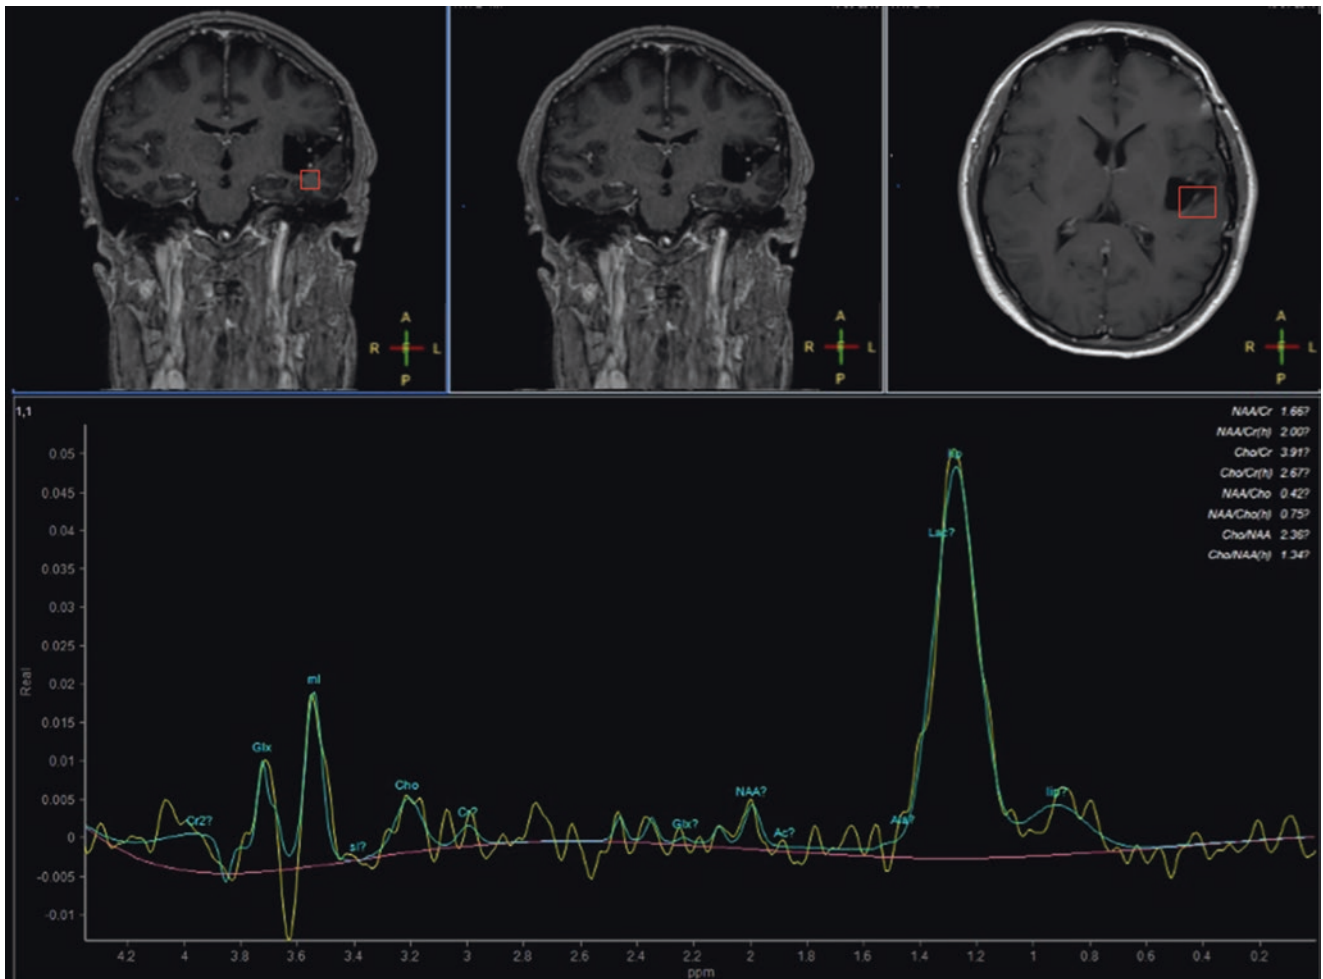 A
R L
P
A
R L
P
A
R L
P
1,1
NAA/Cr 1.66?
NAA/Cr(h) 2.00?
Cho/Cr 3.91?
Cho/Cr(h) 2.67?
NAA/Cho 0.42?
NAA/Cho(h) 0.75?
Cho/NAA 2.36?
Cho/NAA(h) 1.34?
Real
0.05
0.045
0.04
0.035
0.03
0.025
0.02
0.015
0.01
0.005
0
-0.005
-0.01
Cr2?
Glx
mI
sI?
Cho
Cr?
Glx?
NAA?
Ac?
Ala?
Lac?
lip?
4.2 4 3.8 3.6 3.4 3.2 3 2.8 2.6 2.4 2.2 2 1.8 1.6 1.4 1.2 1 0.8 0.6 0.4 0.2
ppm